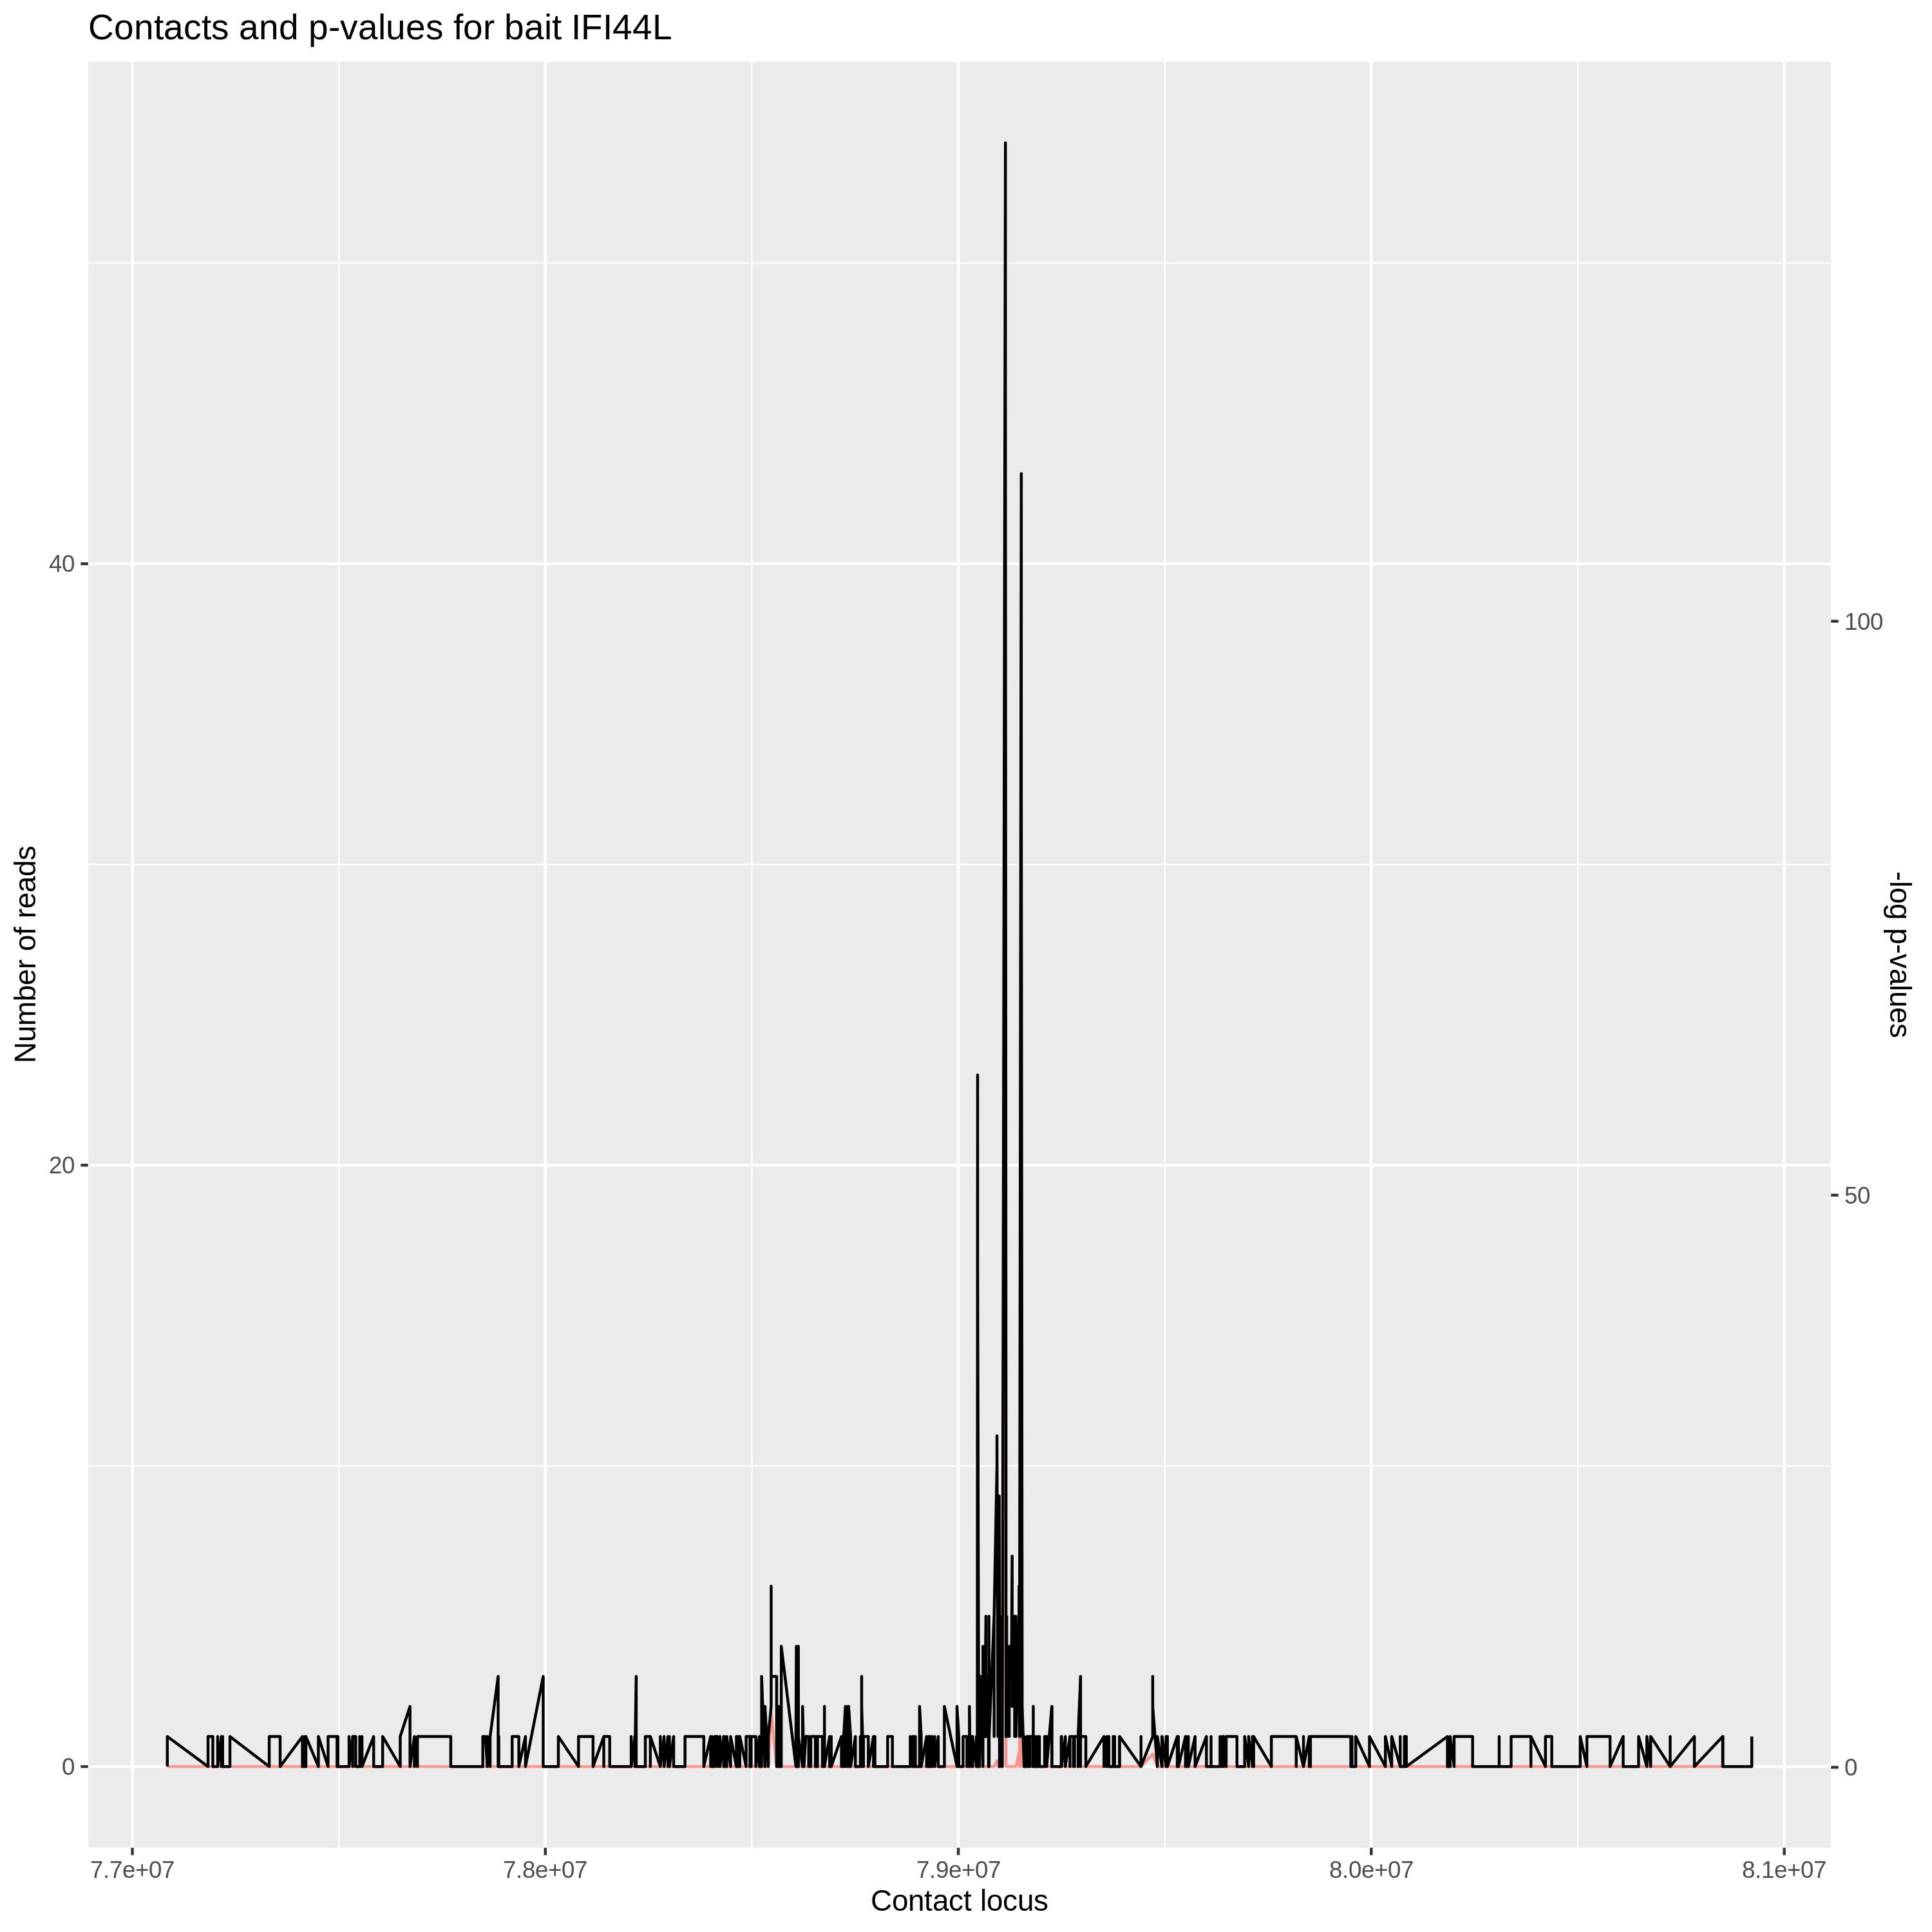 Contacts and p-values for bait IFI44L
Number of reads
40
20
0
100
50
0
-log p-values
7.7e+07
7.8e+07
7.9e+07
8.0e+07
8.1e+07
Contact locus